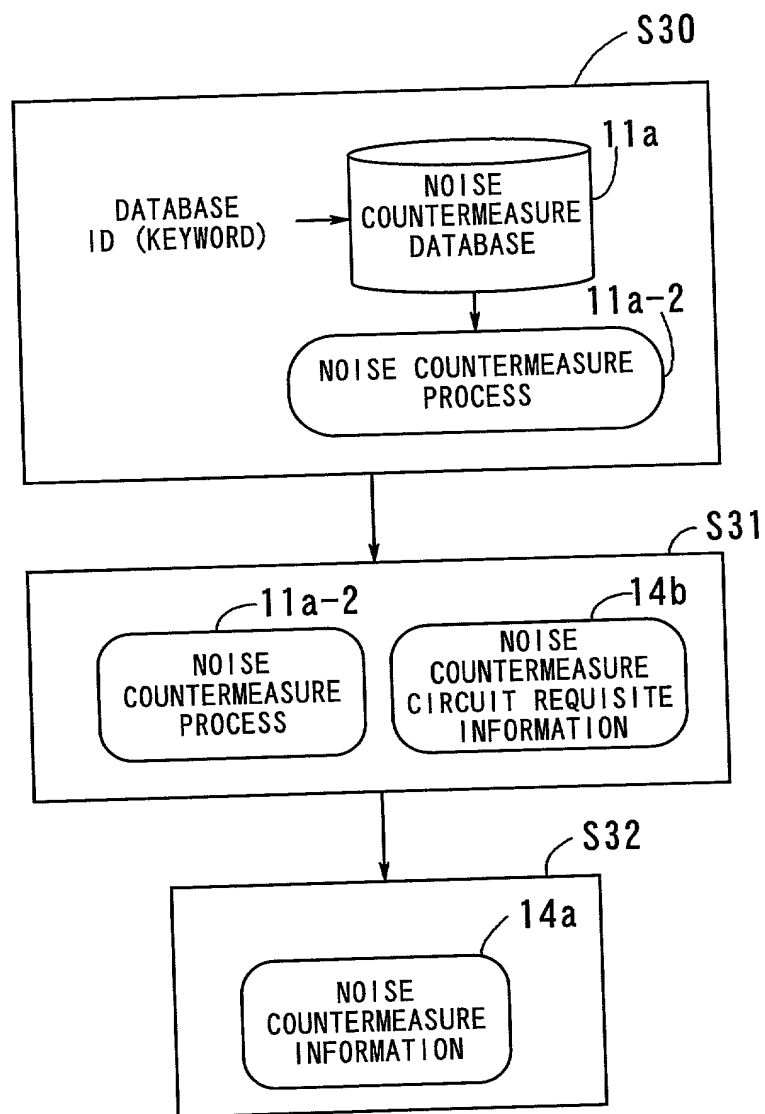 S30
11a
NOISE
COUNTERMEASURE
DATABASE
DATABASE
ID (KEYWORD)
11a-2
NOISE COUNTERMEASURE
PROCESS
S31
11a-2
NOISE
COUNTERMEASURE
PROCESS
14b
NOISE
COUNTERMEASURE
CIRCUIT REQUISITE
INFORMATION
S32
14a
NOISE
COUNTERMEASURE
INFORMATION